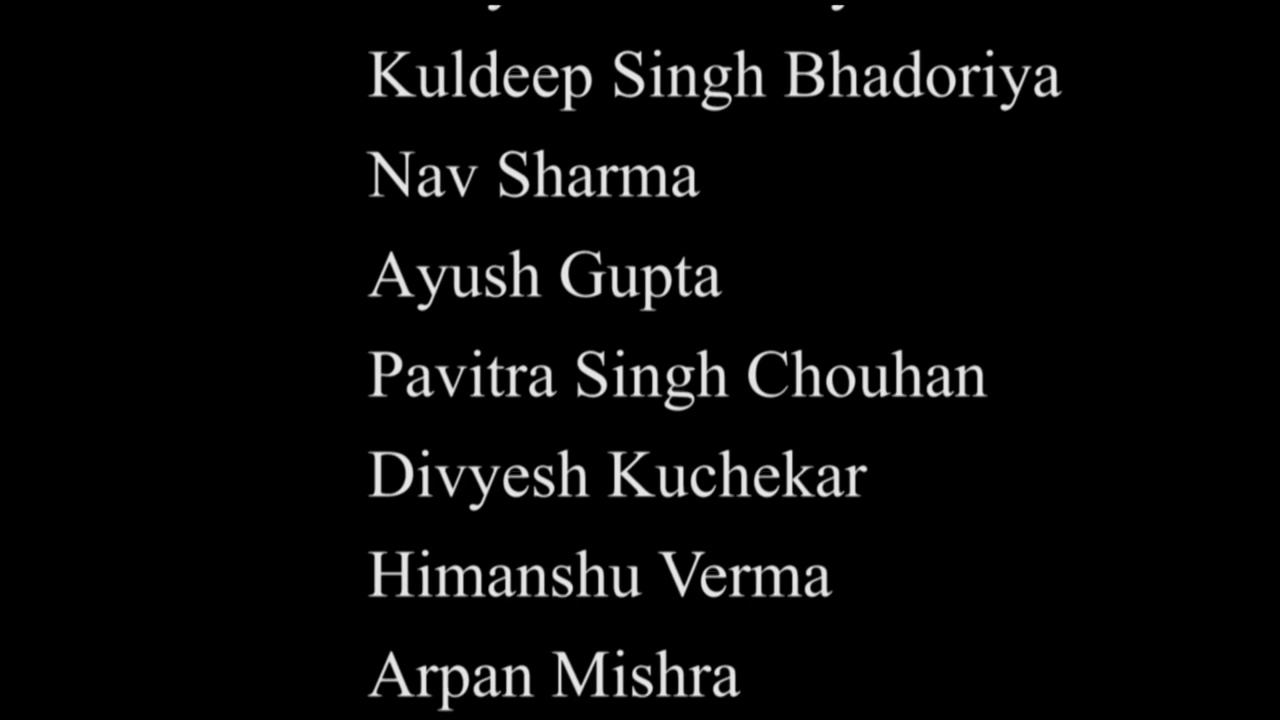 Kuldeep Singh Bhadoriya
Nav Sharma
Ayush Gupta
Pavitra Singh Chouhan
Divyesh Kuchekar
Himanshu Verma
Arpan Mishra